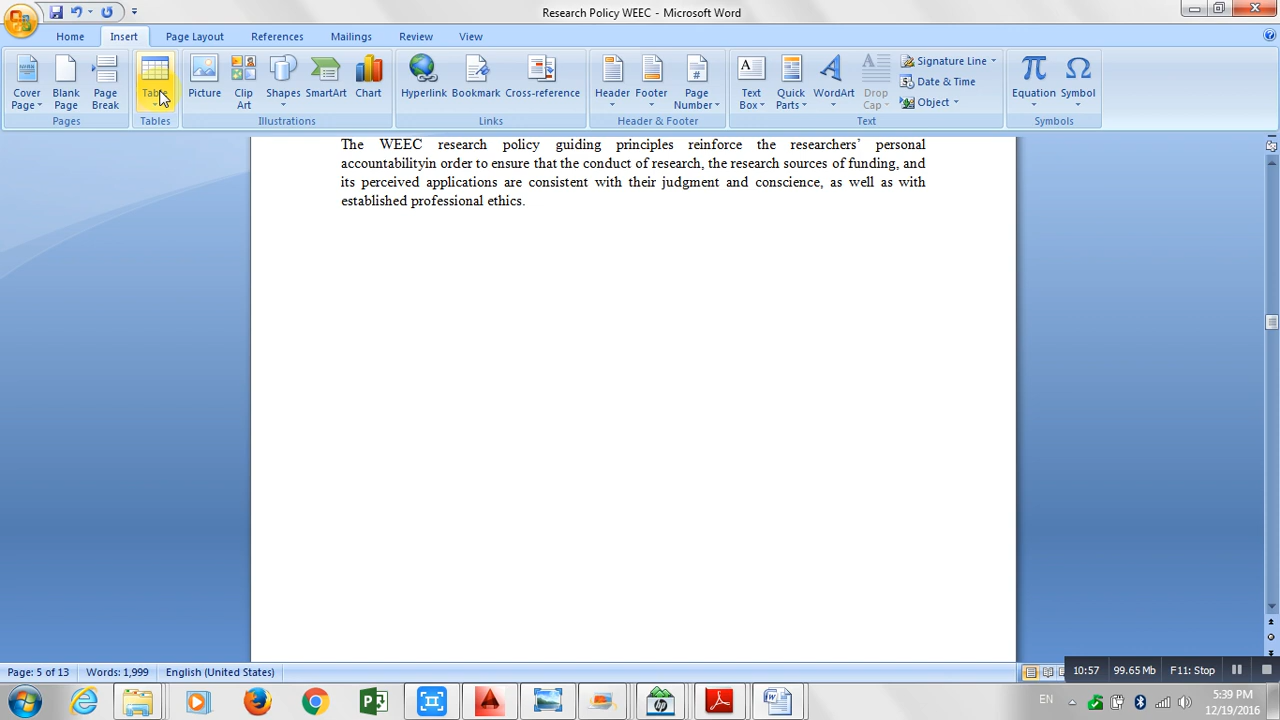 Research Policy WEEC - Microsoft Word
Home Insert Page Layout References Mailings Review View
Cover Page
Blank Page
Page Break
Table
Picture
Clip Art
Shapes
SmartArt
Chart
Hyperlink
Bookmark
Cross-reference
Header
Footer
Page Number
Text Box
Quick Parts
WordArt
Drop Cap
Signature Line
Date & Time
Object
Equation
Symbol
Pages Tables Illustrations Links Header & Footer Text Symbols
The WEEC research policy guiding principles reinforce the researchers’ personal
accountabilityin order to ensure that the conduct of research, the research sources of funding, and
its perceived applications are consistent with their judgment and conscience, as well as with
established professional ethics.
Page: 5 of 13 Words: 1,999 English (United States)
10:57 99.65 Mb F11: Stop
EN
5:39 PM
12/19/2016